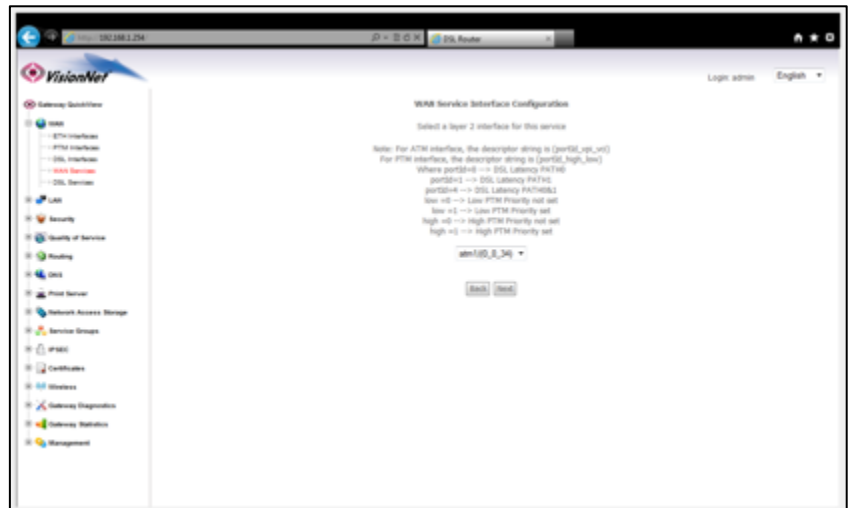 http://192.168.1.254/
DSL Router
VisionNet
Login: admin
English
Gateway QuickView
WAN
ETH Interfaces
PTM Interfaces
DSL Interfaces
WAN Services
DSL Services
LAN
Security
Quality of Service
Routing
DNS
Print Server
Network Access Storage
Service Groups
IPSEC
Certificates
Wireless
Gateway Diagnostics
Gateway Statistics
Management
WAN Service Interface Configuration
Select a layer 2 interface for this service
Note: For ATM interface, the descriptor string is (portId_vpi_vci)
For PTM interface, the descriptor string is (portId_high_low)
Where portId=0 --> DSL Latency PATH0
portId=1 --> DSL Latency PATH1
portId=4 --> DSL Latency PATH0&1
low =0 --> Low PTM Priority not set
low =1 --> Low PTM Priority set
high =0 --> High PTM Priority not set
high =1 --> High PTM Priority set
Back Next